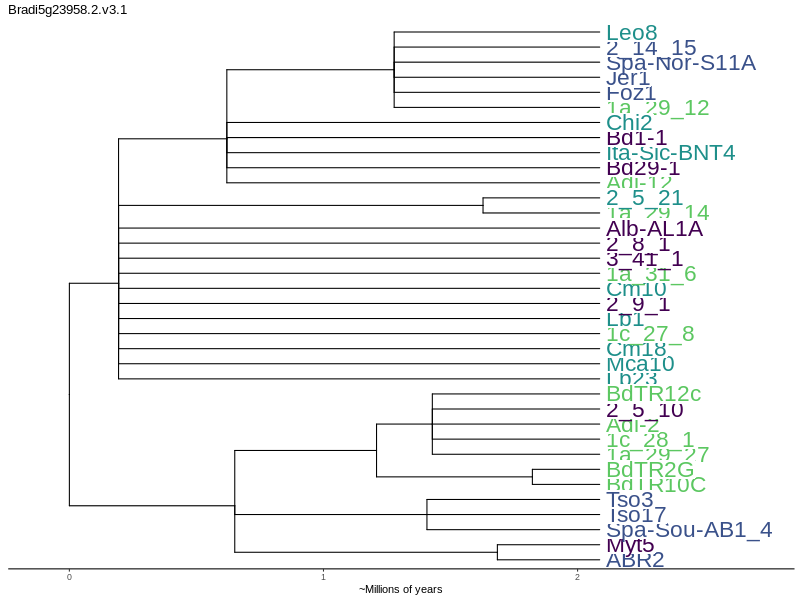 Bradi5g23958.2.v3.1
Leo8
2_14_15
Spa-Nor-S11A
Jer1
Foz1
1a_29_12
Chi2
Bd1-1
Ita-Sic-BNT4
Bd29-1
Adi-12
2_5_21
1a_29_14
Alb-AL1A
2_8_1
3_41_1
1a_31_6
Cm10
2_9_1
Lb1
1c_27_8
Cm18
Mca10
Lb23
BdTR12c
2_5_10
Adi-2
1c_28_1
1a_29_27
BdTR2G
BdTR10C
Tso3
Tso17
Spa-Sou-AB1_4
Myt5
ABR2
0 1 2
~Millions of years